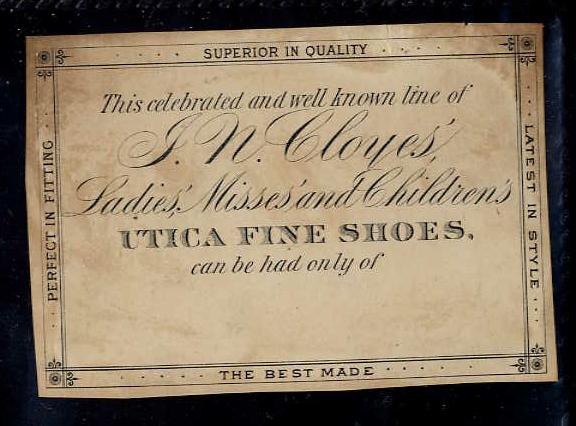 SUPERIOR IN QUALITY
This celebrated and well known line of
J. N. Cloyes',
Ladies', Misses' and Children's
UTICA FINE SHOES,
can be had only of
PERFECT IN FITTING
LATEST IN STYLE
THE BEST MADE